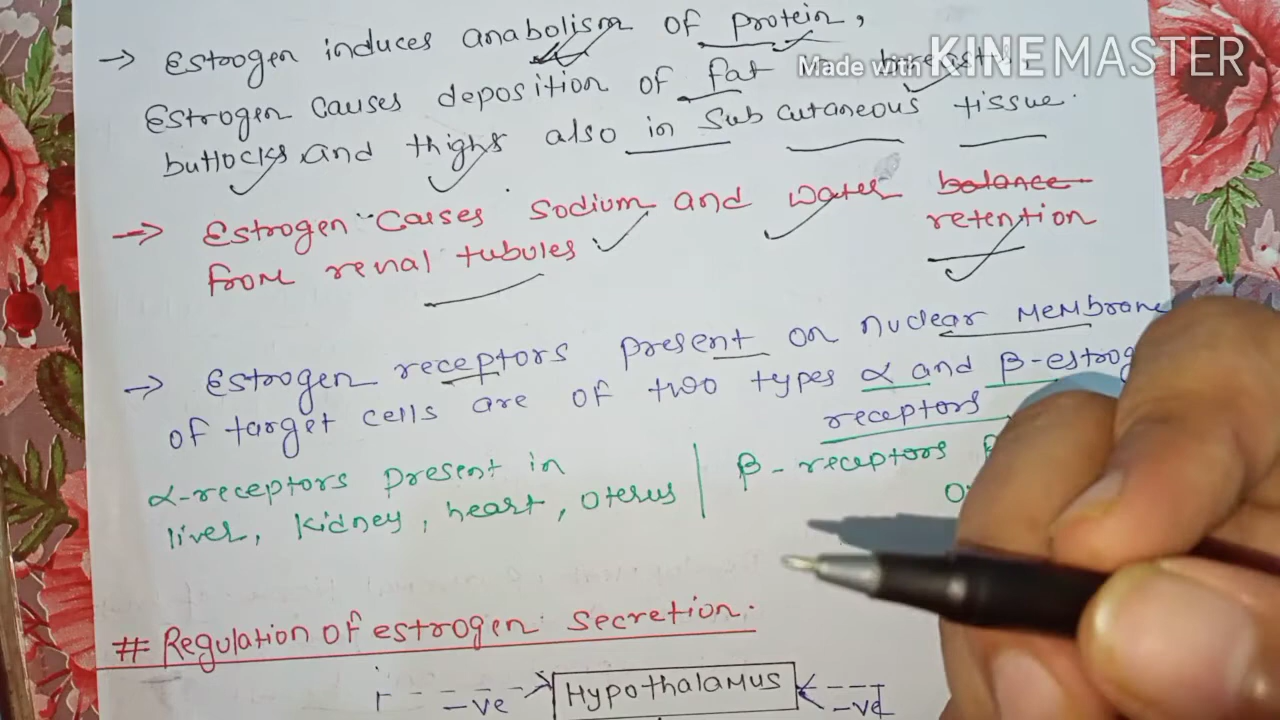 → Estrogen induces anabolism of protein,
Made with KINEMASTER
Estrogen causes deposition of fat in breasts,
buttocks and thighs also in subcutaneous tissue.
→ Estrogen causes sodium and water balance
retention
from renal tubules
→ Estrogen receptors present on nuclear membrane
of target cells are of two types α and β-estrog
receptors
α-receptors present in
liver, kidney, heart, uterus
β-receptors
# Regulation of estrogen secretion.
-ve Hypothalamus -ve